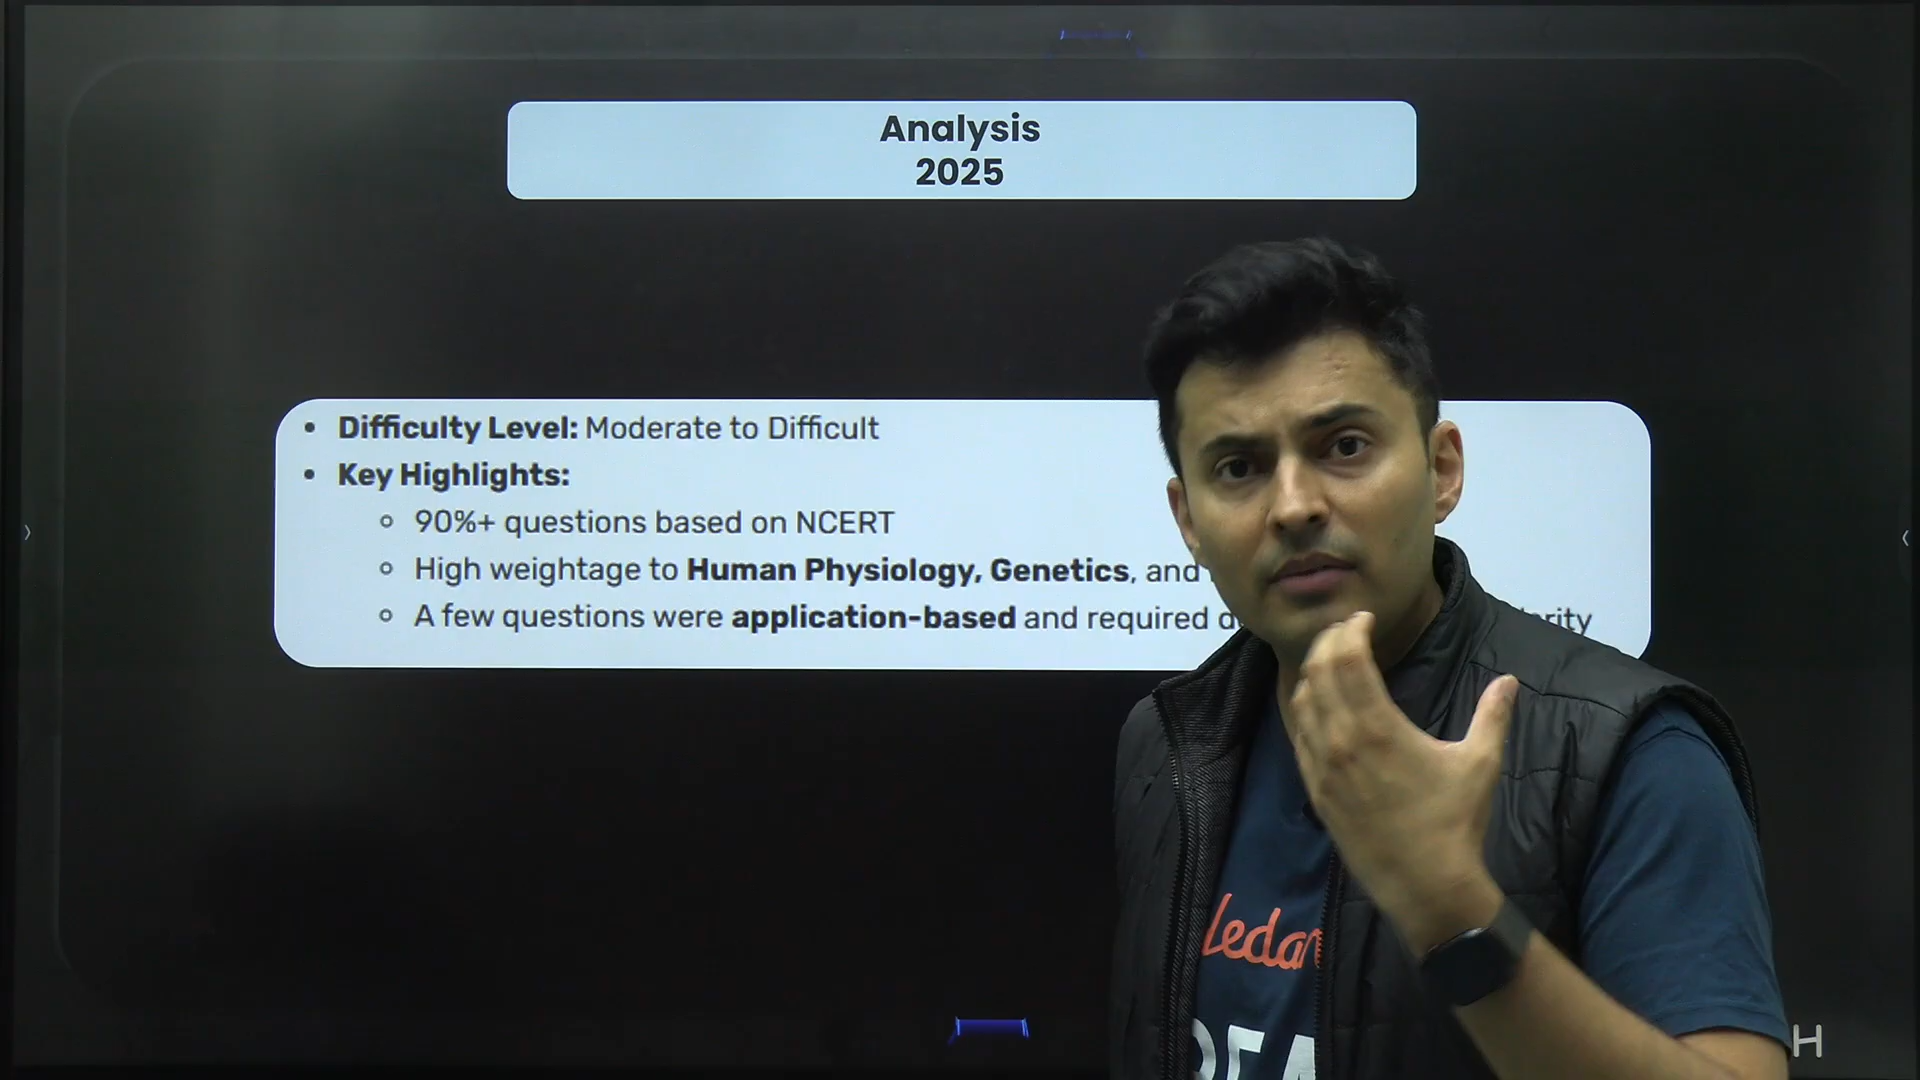 Analysis
2025
• Difficulty Level: Moderate to Difficult
• Key Highlights:
○ 90%+ questions based on NCERT
○ High weightage to Human Physiology, Genetics, and
○ A few questions were application-based and required
H